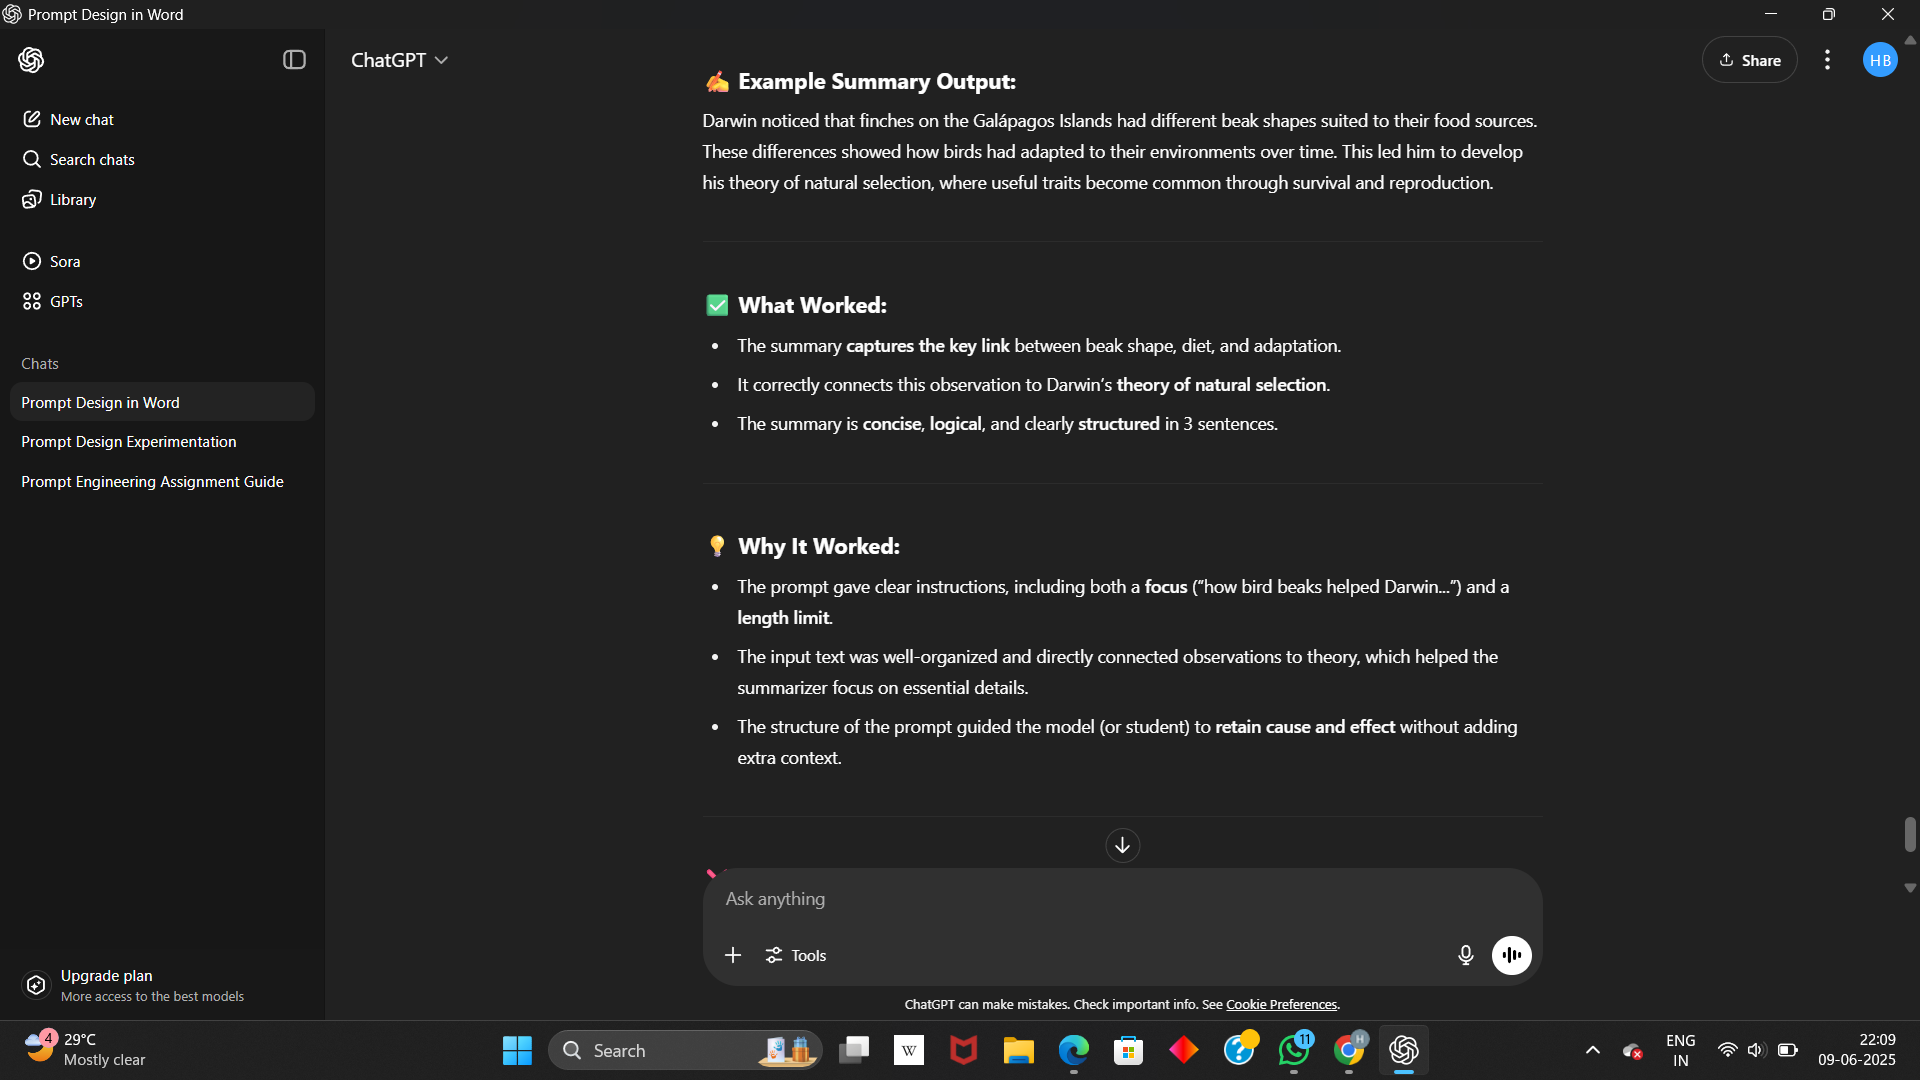 Prompt Design in Word
ChatGPT
Share
HB
New chat
Search chats
Library
Sora
GPTs
Chats
Prompt Design in Word
Prompt Design Experimentation
Prompt Engineering Assignment Guide
Upgrade plan
More access to the best models
✍️ Example Summary Output:
Darwin noticed that finches on the Galápagos Islands had different beak shapes suited to their food sources.
These differences showed how birds had adapted to their environments over time. This led him to develop
his theory of natural selection, where useful traits become common through survival and reproduction.
✅ What Worked:
• The summary captures the key link between beak shape, diet, and adaptation.
• It correctly connects this observation to Darwin’s theory of natural selection.
• The summary is concise, logical, and clearly structured in 3 sentences.
💡 Why It Worked:
• The prompt gave clear instructions, including both a focus (“how bird beaks helped Darwin...”) and a
length limit.
• The input text was well-organized and directly connected observations to theory, which helped the
summarizer focus on essential details.
• The structure of the prompt guided the model (or student) to retain cause and effect without adding
extra context.
Ask anything
Tools
ChatGPT can make mistakes. Check important info. See Cookie Preferences.
4
29°C
Mostly clear
Search
W
?
11
H
ENG
IN
22:09
09-06-2025